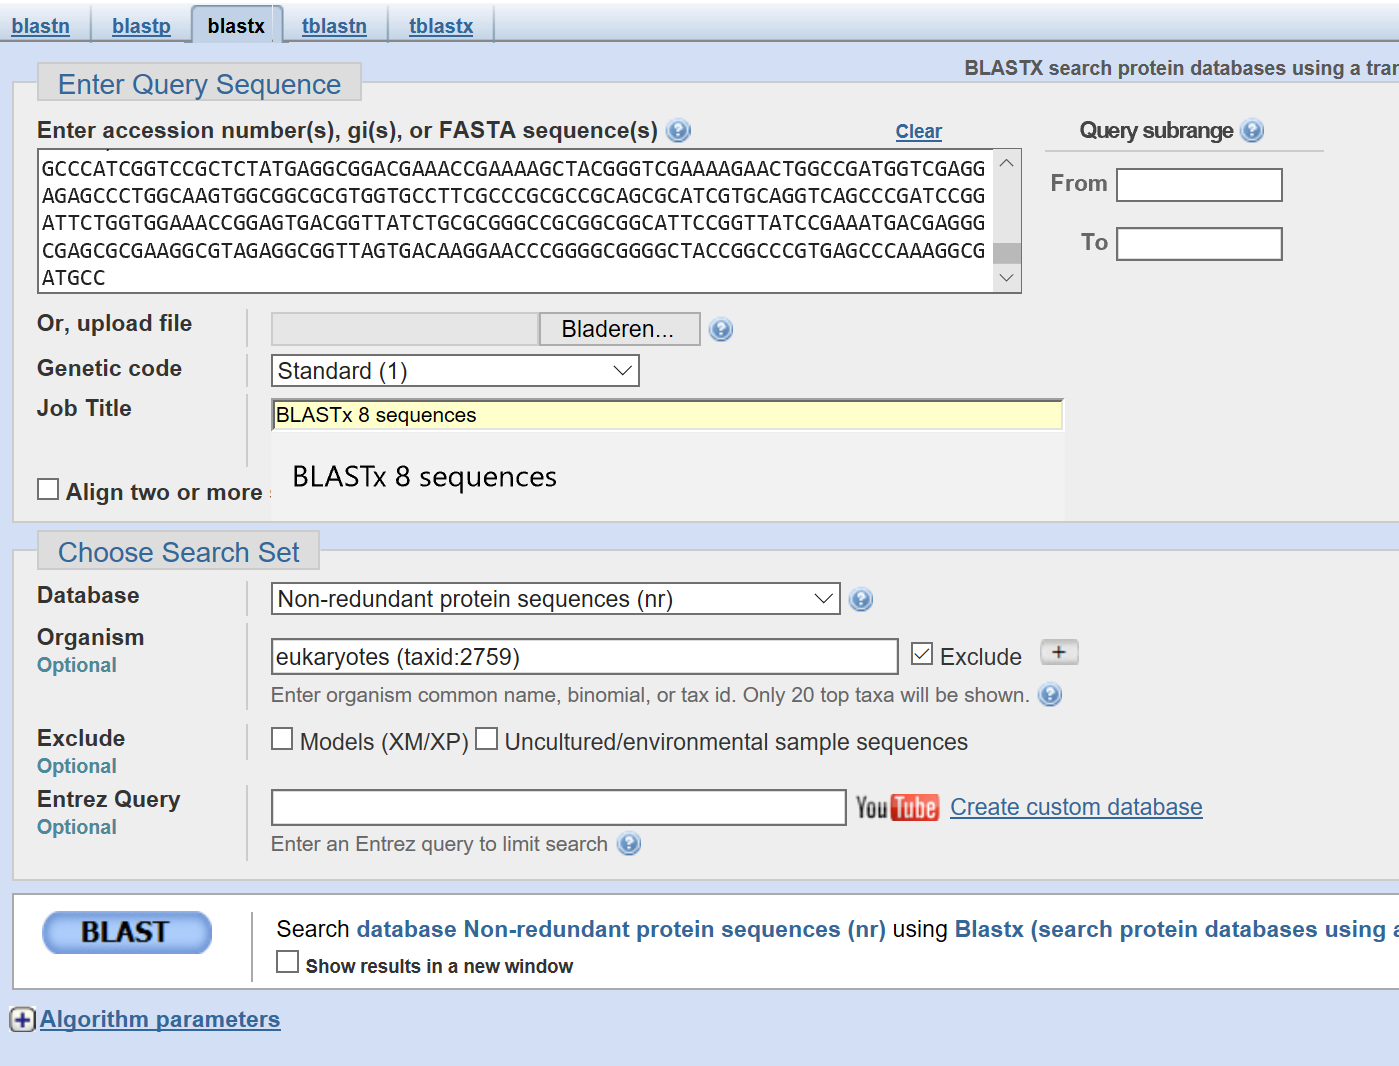 blastn blastp blastx tblastn tblastx
BLASTX search protein databases using a tran
Enter Query Sequence
Enter accession number(s), gi(s), or FASTA sequence(s) Clear Query subrange
GCCCATCGGTCCGCTCTATGAGGCGGACGAAACCGAAAAGCTACGGGTCGAAAAGAACTGGCCGATGGTCGAGG
AGAGCCCTGGCAAGTGGCGGCGCGTGGTGCCTTCGCCCGCGCCGCAGCGCATCGTGCAGGTCAGCCCGATCCGG
ATTCTGGTGGAAACCGGAGTGACGGTTATCTGCGCGGGCCGCGGCGGCATTCCGGTTATCCGAAATGACGAGGG
CGAGCGCGAAGGCGTAGAGGCGGTTAGTGACAAGGAACCCGGGGCGGGGCTACCGGCCCGTGAGCCCAAAGGCG
ATGCC
From
To
Or, upload file Bladeren...
Genetic code Standard (1)
Job Title BLASTx 8 sequences
BLASTx 8 sequences
Align two or more
Choose Search Set
Database Non-redundant protein sequences (nr)
Organism
Optional
eukaryotes (taxid:2759) Exclude +
Enter organism common name, binomial, or tax id. Only 20 top taxa will be shown.
Exclude
Optional
Models (XM/XP) Uncultured/environmental sample sequences
Entrez Query
Optional
YouTube Create custom database
Enter an Entrez query to limit search
BLAST
Search database Non-redundant protein sequences (nr) using Blastx (search protein databases using a
Show results in a new window
Algorithm parameters